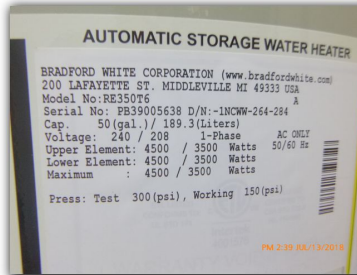 AUTOMATIC STORAGE WATER HEATER
BRADFORD WHITE CORPORATION (www.bradfordwhite.com)
200 LAFAYETTE ST. MIDDLEVILLE MI 49333 USA
Model No:RE350T6 A
Serial No: PB39005638 D/N:-1NCWW-264-284
Cap. 50(gal.)/ 189.3(Liters)
Voltage: 240 / 208 1-Phase AC ONLY
Upper Element: 4500 / 3500 Watts 50/60 Hz
Lower Element: 4500 / 3500 Watts
Maximum : 4500 / 3500 Watts
Press: Test 300(psi), Working 150(psi)
PM 2:39 JUL/13/2018